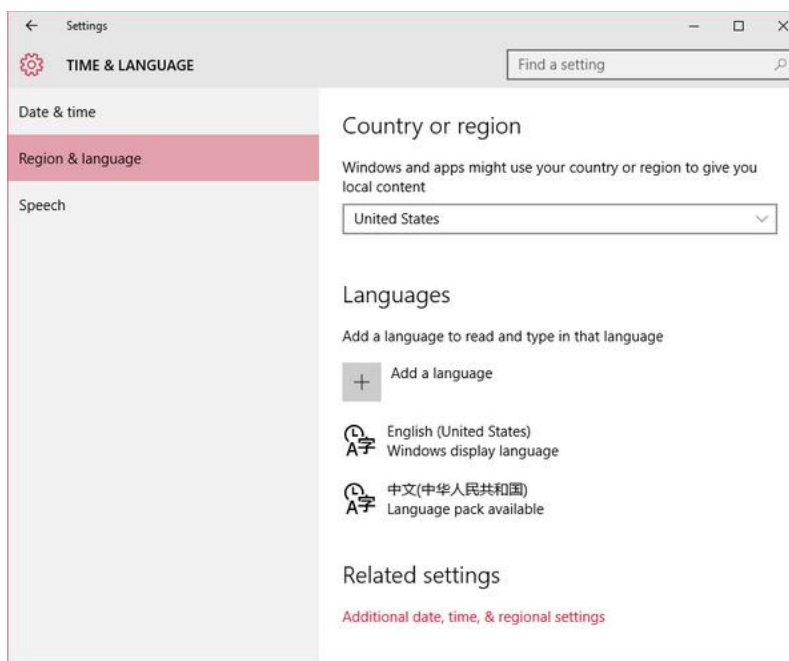 Settings
TIME & LANGUAGE
Find a setting
Date & time
Region & language
Speech
Country or region
Windows and apps might use your country or region to give you
local content
United States
Languages
Add a language to read and type in that language
Add a language
English (United States)
Windows display language
中文(中华人民共和国)
Language pack available
Related settings
Additional date, time, & regional settings